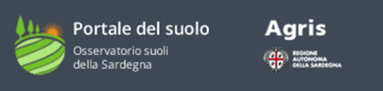 Portale del suolo
Osservatorio suoli
della Sardegna
Agris
REGIONE
AUTONOMA
DELLA SARDEGNA